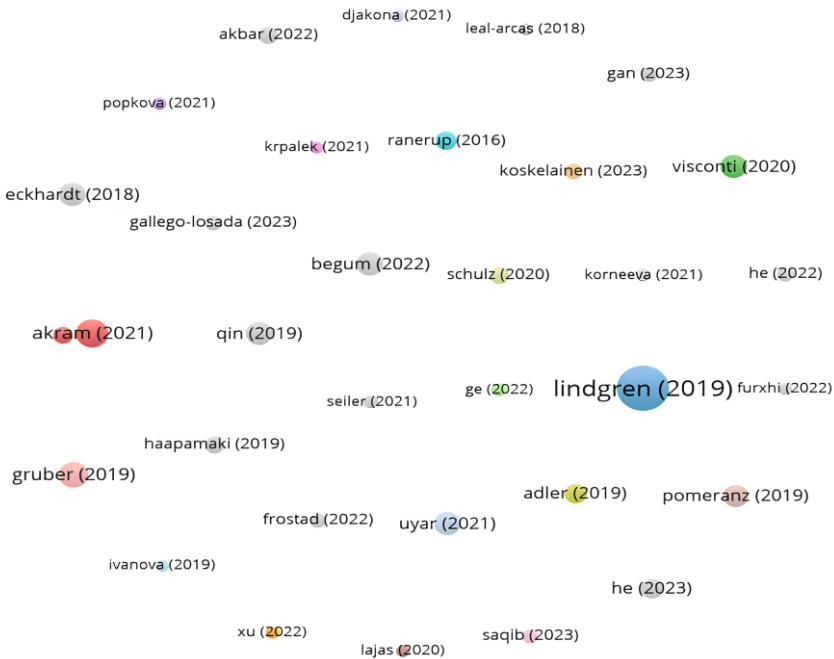 djakona (2021)
leal-arcas (2018)
akbar (2022)
gan (2023)
popkova (2021)
krpalek (2021)
ranerup (2016)
koskelainen (2023)
visconti (2020)
eckhardt (2018)
gallego-losada (2023)
begum (2022)
schulz (2020)
korneeva (2021)
he (2022)
akram (2021)
qin (2019)
lindgren (2019)
furxhi (2022)
seiler (2021)
ge (2022)
haapamaki (2019)
gruber (2019)
adler (2019)
pomeranz (2019)
frostad (2022)
uyar (2021)
ivanova (2019)
he (2023)
xu (2022)
saqib (2023)
lajas (2020)